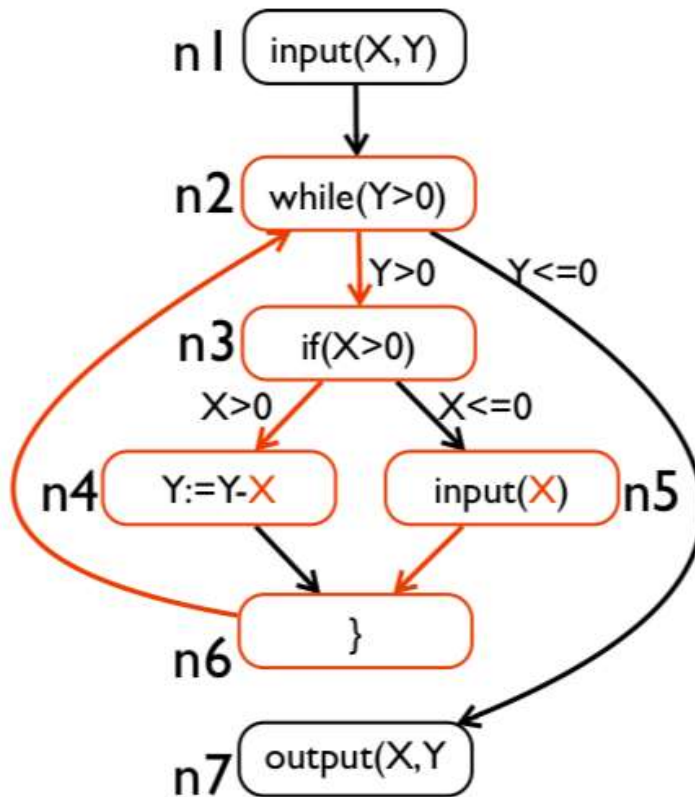 n1 input(X,Y)
n2 while(Y>0)
Y>0 Y<=0
n3 if(X>0)
X>0 X<=0
n4 Y:=Y-X input(X) n5
}
n6
output(X,Y
n7